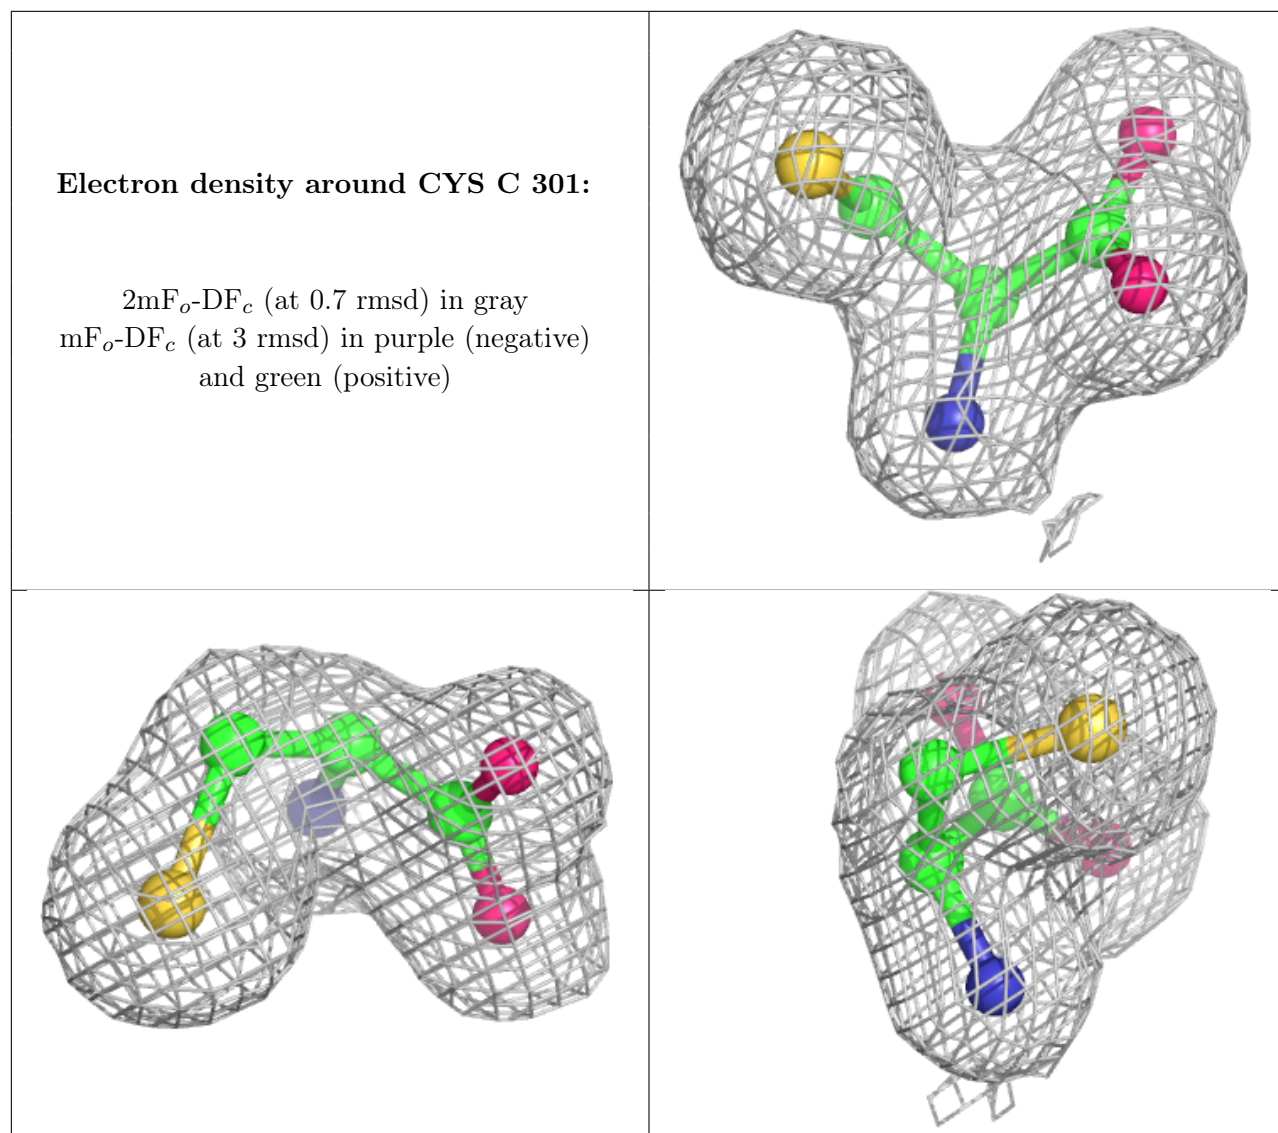 Electron density around CYS C 301:
2mFo-DFc (at 0.7 rmsd) in gray
mFo-DFc (at 3 rmsd) in purple (negative)
and green (positive)